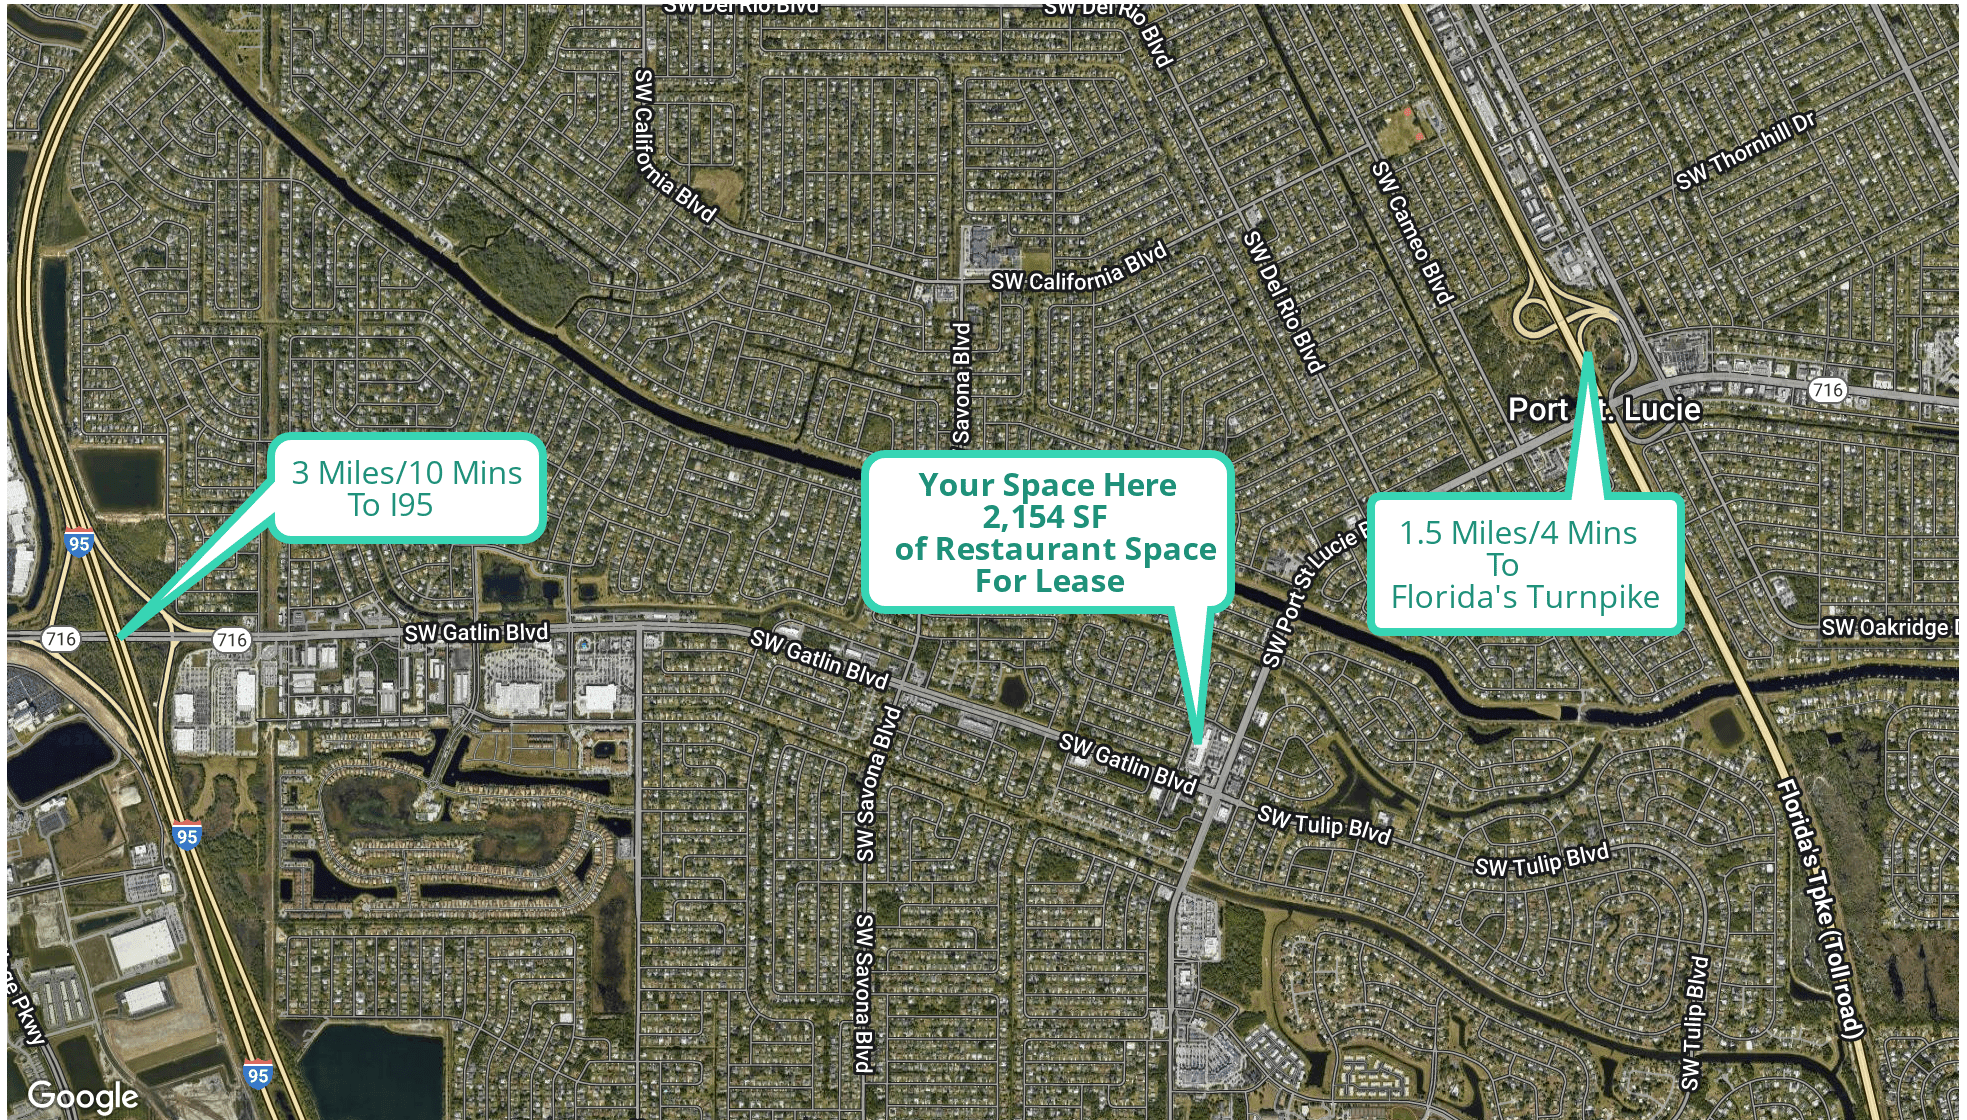 SW Del Rio Blvd
SW Del Rio Blvd
SW California Blvd
SW Thornhill Dr
SW Cameo Blvd
SW California Blvd
SW Del Rio Blvd
Savona Blvd
716
Port St. Lucie
3 Miles/10 Mins
To I95
Your Space Here
2,154 SF
of Restaurant Space
For Lease
1.5 Miles/4 Mins
To
Florida's Turnpike
95
SW Port St Lucie
716
716
SW Gatlin Blvd
SW Gatlin Blvd
SW Oakridge
SW Savona Blvd
SW Gatlin Blvd
SW Tulip Blvd
SW Tulip Blvd
Florida's Tpke (Toll road)
95
SW Savona Blvd
SW Tulip Blvd
Pkwy
95
Google